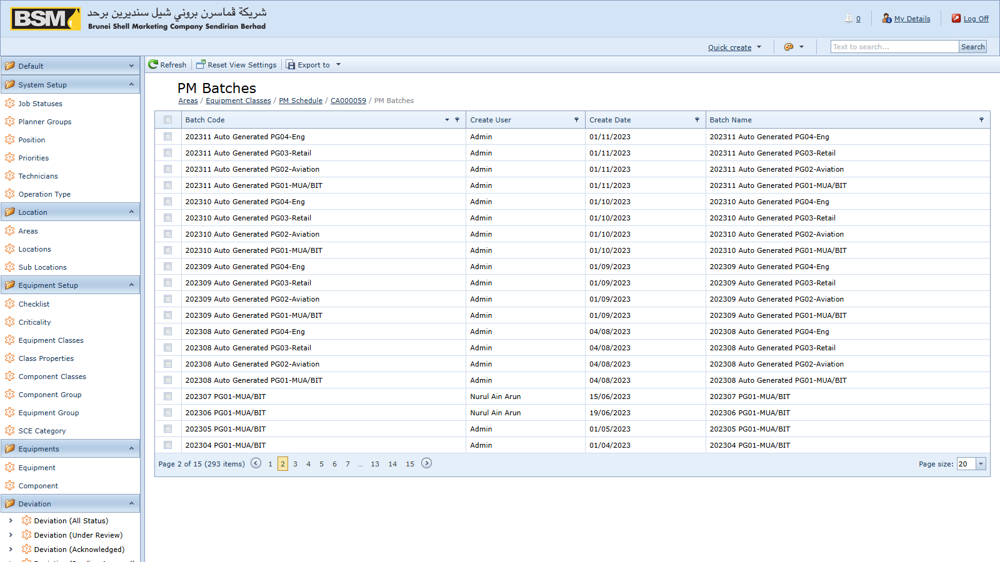 BSM
شريكة ڤماسرن بروني شيل سنديرين برحد
Brunei Shell Marketing Company Sendirian Berhad
0
My Details
Log Off
Quick create
Text to search...
Search
Default
System Setup
Job Statuses
Planner Groups
Position
Priorities
Technicians
Operation Type
Location
Areas
Locations
Sub Locations
Equipment Setup
Checklist
Criticality
Equipment Classes
Class Properties
Component Classes
Component Group
Equipment Group
SCE Category
Equipments
Equipment
Component
Deviation
Deviation (All Status)
Deviation (Under Review)
Deviation (Acknowledged)
Refresh
Reset View Settings
Export to
PM Batches
Areas / Equipment Classes / PM Schedule / CA000059 / PM Batches
Batch Code Create User Create Date Batch Name
202311 Auto Generated PG04-Eng Admin 01/11/2023 202311 Auto Generated PG04-Eng
202311 Auto Generated PG03-Retail Admin 01/11/2023 202311 Auto Generated PG03-Retail
202311 Auto Generated PG02-Aviation Admin 01/11/2023 202311 Auto Generated PG02-Aviation
202311 Auto Generated PG01-MUA/BIT Admin 01/11/2023 202311 Auto Generated PG01-MUA/BIT
202310 Auto Generated PG04-Eng Admin 01/10/2023 202310 Auto Generated PG04-Eng
202310 Auto Generated PG03-Retail Admin 01/10/2023 202310 Auto Generated PG03-Retail
202310 Auto Generated PG02-Aviation Admin 01/10/2023 202310 Auto Generated PG02-Aviation
202310 Auto Generated PG01-MUA/BIT Admin 01/10/2023 202310 Auto Generated PG01-MUA/BIT
202309 Auto Generated PG04-Eng Admin 01/09/2023 202309 Auto Generated PG04-Eng
202309 Auto Generated PG03-Retail Admin 01/09/2023 202309 Auto Generated PG03-Retail
202309 Auto Generated PG02-Aviation Admin 01/09/2023 202309 Auto Generated PG02-Aviation
202309 Auto Generated PG01-MUA/BIT Admin 01/09/2023 202309 Auto Generated PG01-MUA/BIT
202308 Auto Generated PG04-Eng Admin 04/08/2023 202308 Auto Generated PG04-Eng
202308 Auto Generated PG03-Retail Admin 04/08/2023 202308 Auto Generated PG03-Retail
202308 Auto Generated PG02-Aviation Admin 04/08/2023 202308 Auto Generated PG02-Aviation
202308 Auto Generated PG01-MUA/BIT Admin 04/08/2023 202308 Auto Generated PG01-MUA/BIT
202307 PG01-MUA/BIT Nurul Ain Arun 15/06/2023 202307 PG01-MUA/BIT
202306 PG01-MUA/BIT Nurul Ain Arun 19/06/2023 202306 PG01-MUA/BIT
202305 PG01-MUA/BIT Admin 01/05/2023 202305 PG01-MUA/BIT
202304 PG01-MUA/BIT Admin 01/04/2023 202304 PG01-MUA/BIT
Page 2 of 15 (293 items) 1 2 3 4 5 6 7 ... 13 14 15 Page size: 20